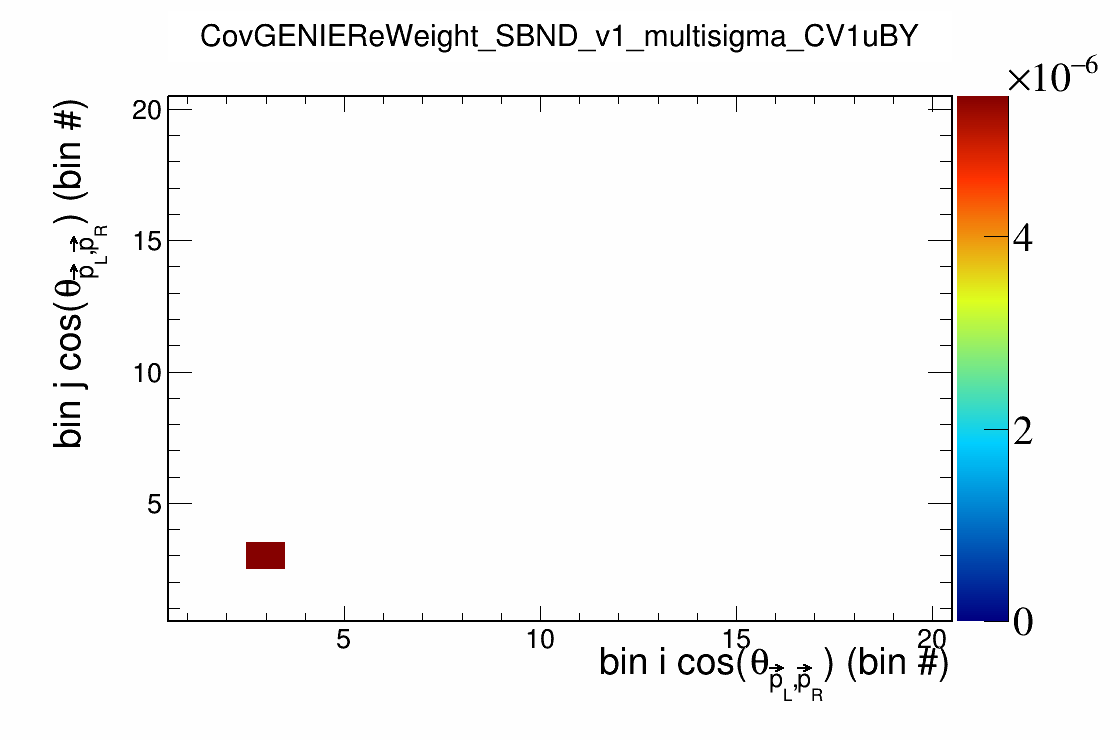 CovGENIEReWeight_SBND_v1_multisigma_CV1uBY
×10⁻⁶
bin j cos(θ_{p⃗_L,p⃗_R}) (bin #)
20
15
10
5
4
2
0
5 10 15 20
bin i cos(θ_{p⃗_L,p⃗_R}) (bin #)